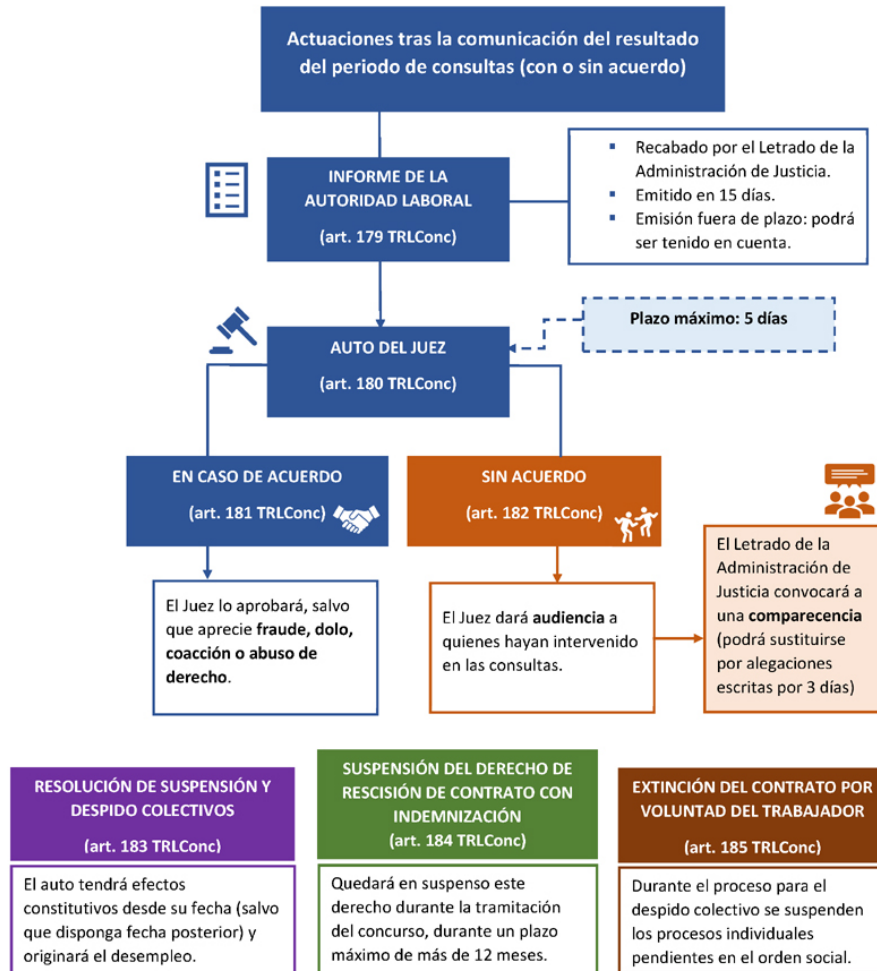 Actuaciones tras la comunicación del resultado
del periodo de consultas (con o sin acuerdo)
INFORME DE LA
AUTORIDAD LABORAL
(art. 179 TRLConc)
▪ Recabado por el Letrado de la
Administración de Justicia.
▪ Emitido en 15 días.
▪ Emisión fuera de plazo: podrá
ser tenido en cuenta.
Plazo máximo: 5 días
AUTO DEL JUEZ
(art. 180 TRLConc)
EN CASO DE ACUERDO
(art. 181 TRLConc)
SIN ACUERDO
(art. 182 TRLConc)
El Juez lo aprobará, salvo
que aprecie fraude, dolo,
coacción o abuso de
derecho.
El Juez dará audiencia a
quienes hayan intervenido
en las consultas.
El Letrado de la
Administración de
Justicia convocará a
una comparecencia
(podrá sustituirse
por alegaciones
escritas por 3 días)
RESOLUCIÓN DE SUSPENSIÓN Y
DESPIDO COLECTIVOS
(art. 183 TRLConc)
El auto tendrá efectos
constitutivos desde su fecha (salvo
que disponga fecha posterior) y
originará el desempleo.
SUSPENSIÓN DEL DERECHO DE
RESCISIÓN DE CONTRATO CON
INDEMNIZACIÓN
(art. 184 TRLConc)
Quedará en suspenso este
derecho durante la tramitación
del concurso, durante un plazo
máximo de más de 12 meses.
EXTINCIÓN DEL CONTRATO POR
VOLUNTAD DEL TRABAJADOR
(art. 185 TRLConc)
Durante el proceso para el
despido colectivo se suspenden
los procesos individuales
pendientes en el orden social.